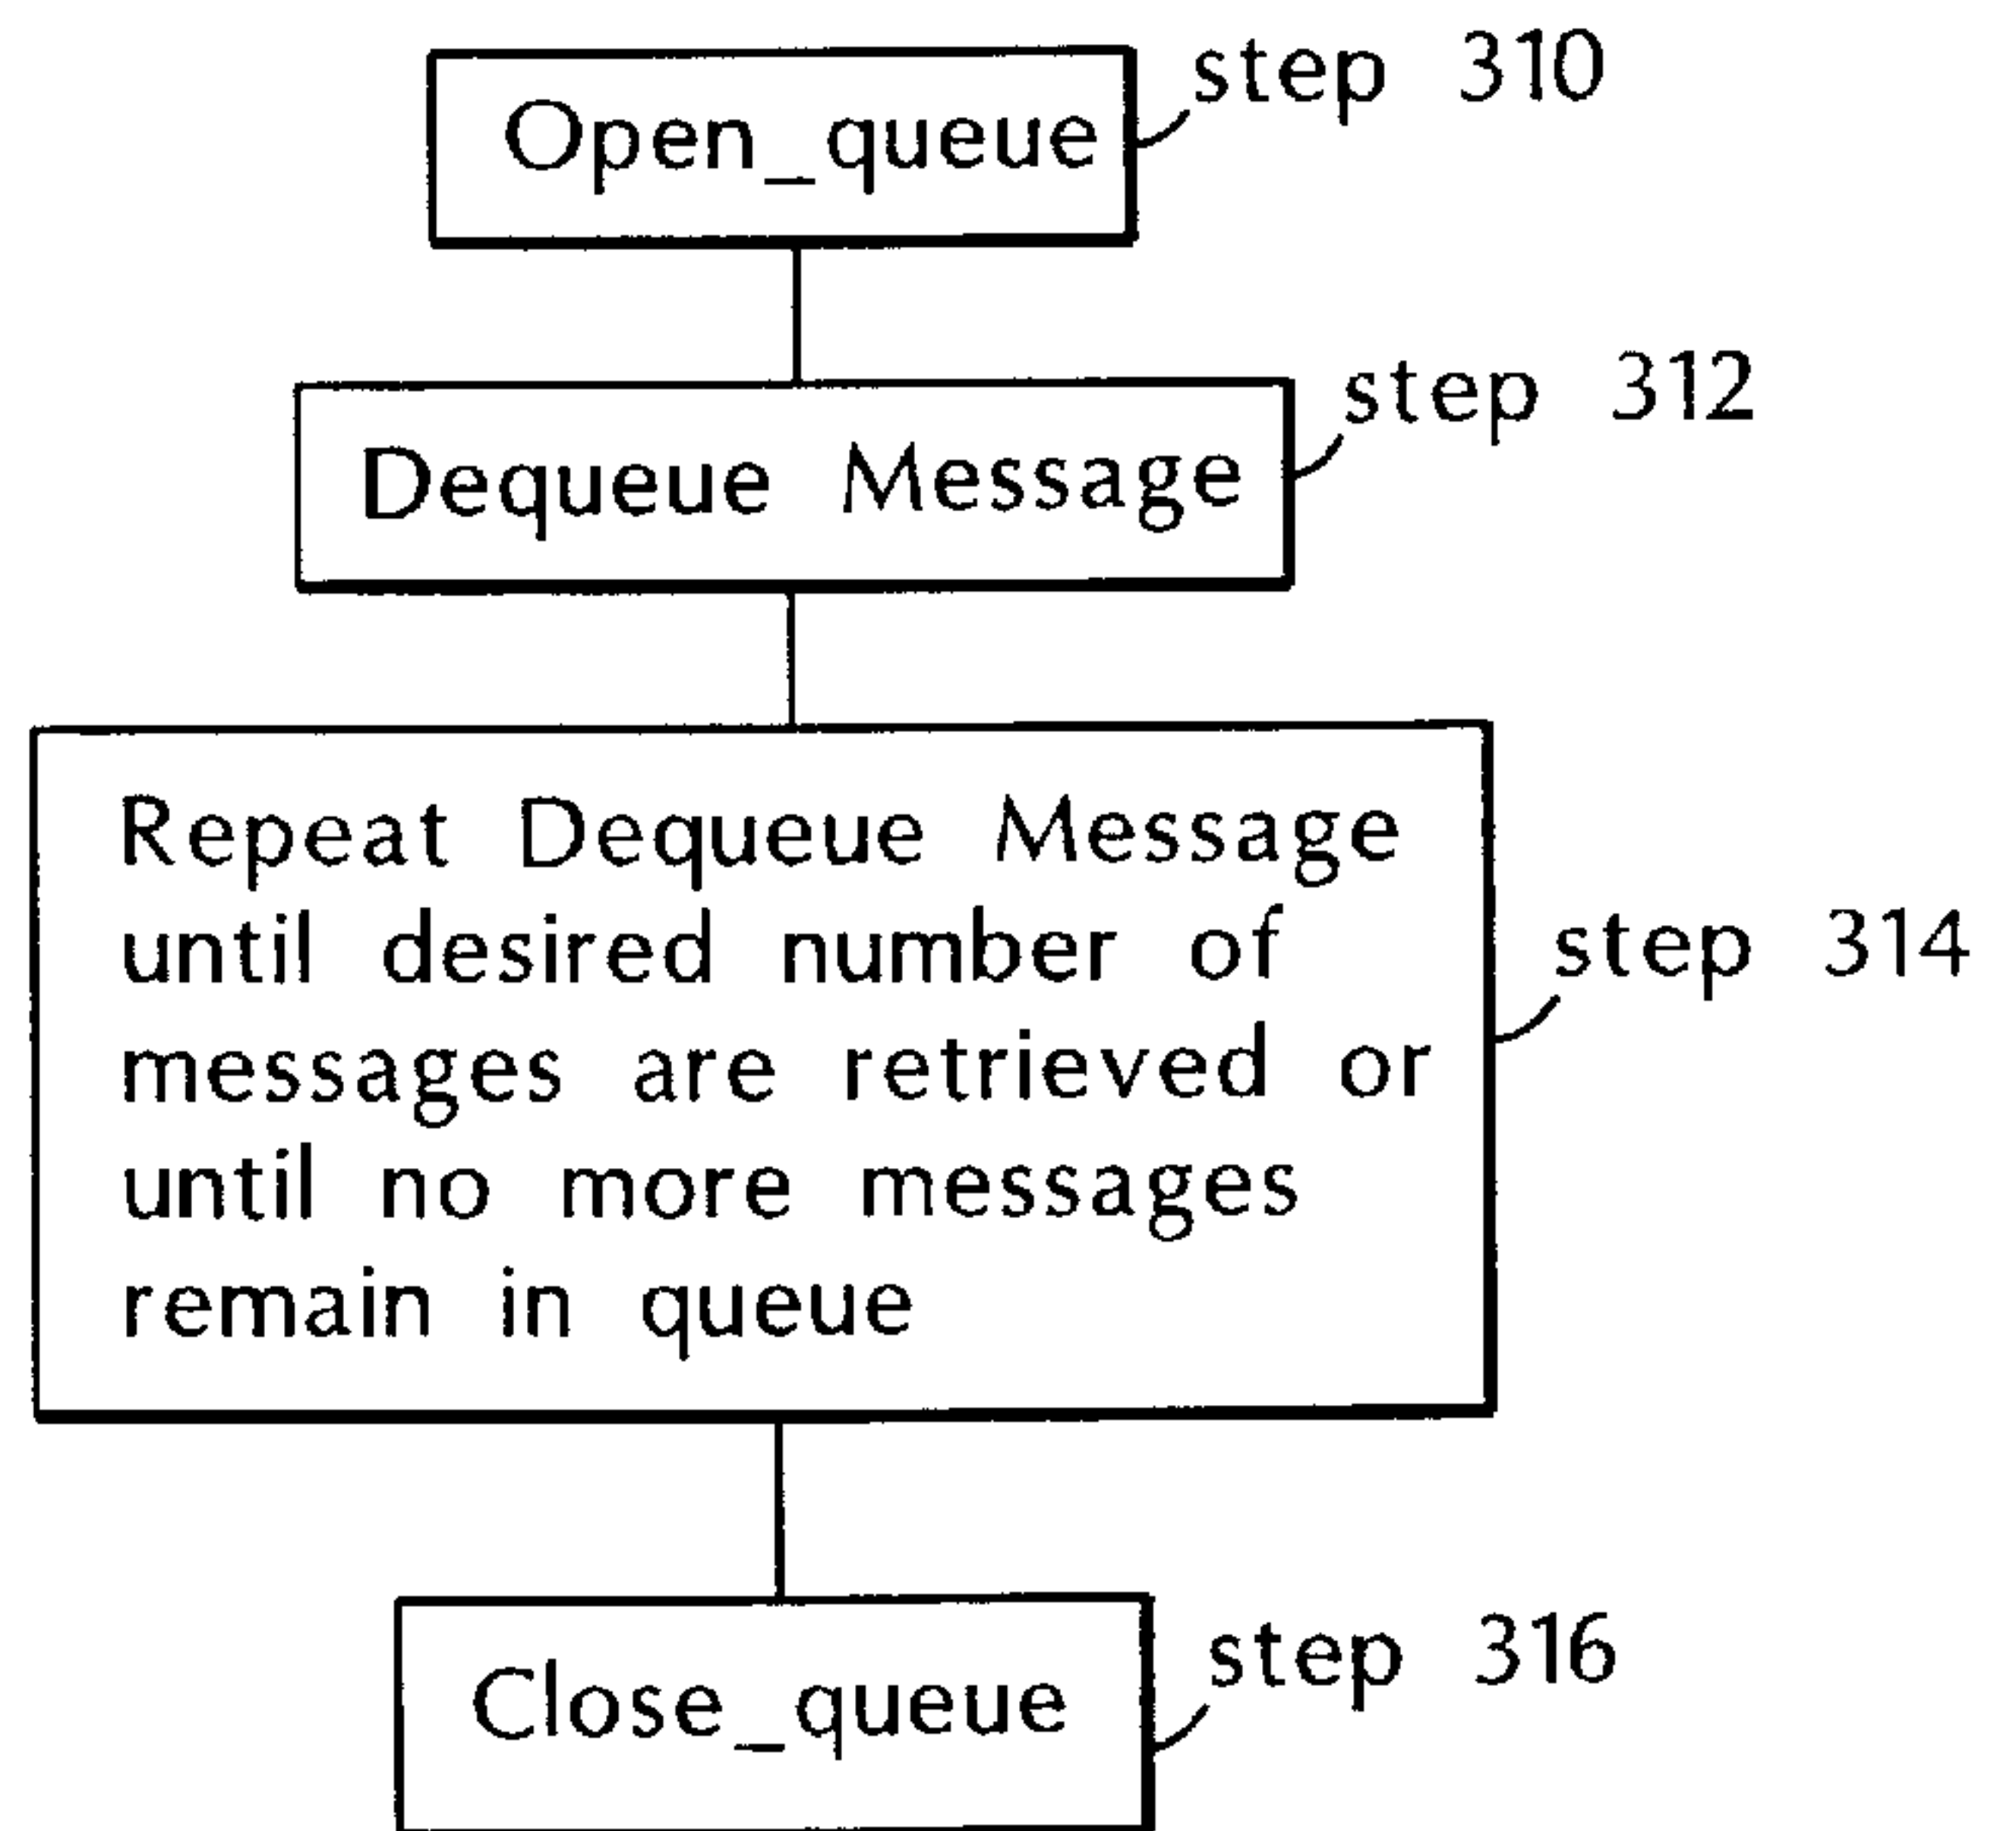 Open_queue
step 310
Dequeue Message
step 312
Repeat Dequeue Message
until desired number of
messages are retrieved or
until no more messages
remain in queue
step 314
Close_queue
step 316